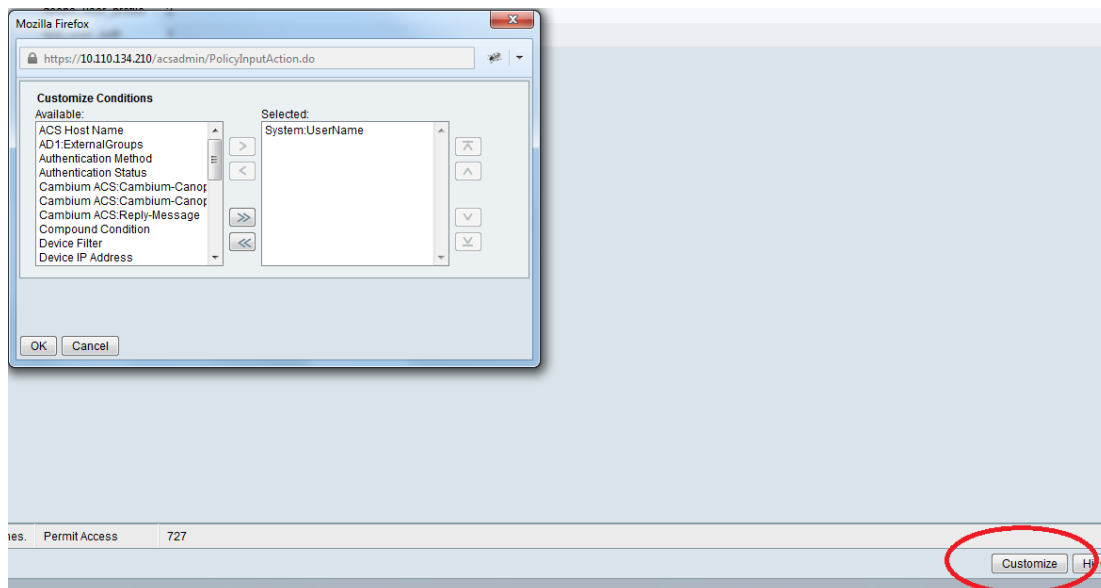 Mozilla Firefox
https://10.110.134.210/acsadmin/PolicyInputAction.do
Customize Conditions
Available:
Selected:
ACS Host Name
AD1:ExternalGroups
Authentication Method
Authentication Status
Cambium ACS:Cambium-Canop
Cambium ACS:Cambium-Canop
Cambium ACS:Reply-Message
Compound Condition
Device Filter
Device IP Address
System:UserName
OK Cancel
Permit Access 727
Customize